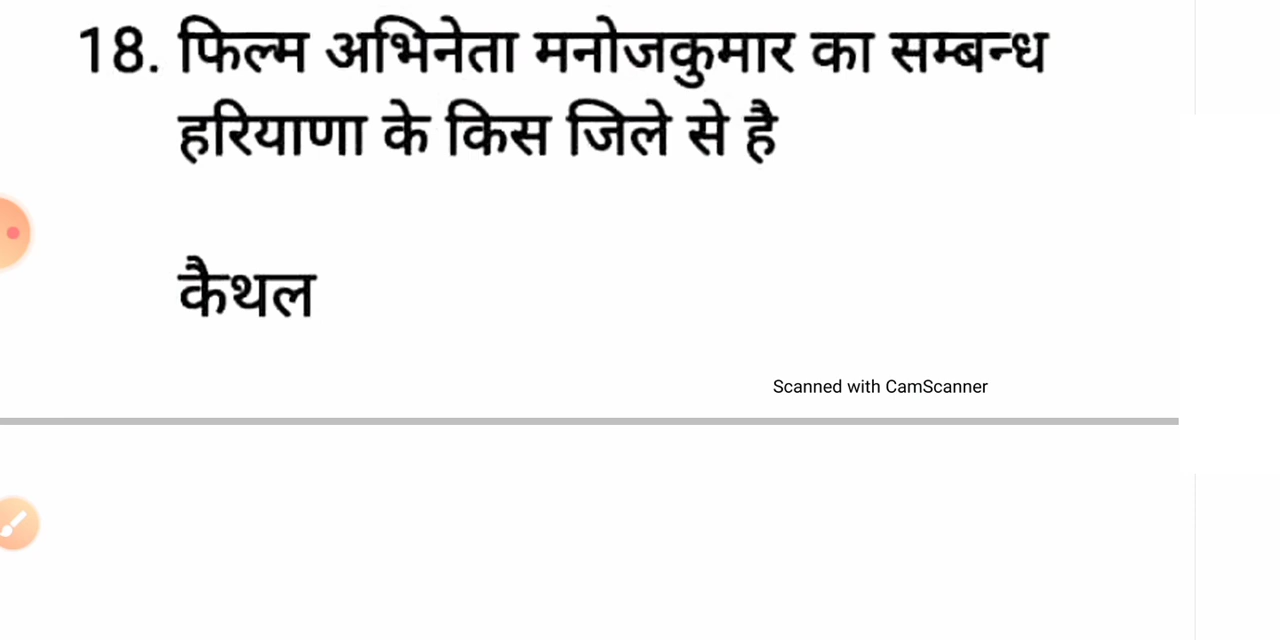 18. फिल्म अभिनेता मनोजकुमार का सम्बन्ध
हरियाणा के किस जिले से है
कैथल
Scanned with CamScanner